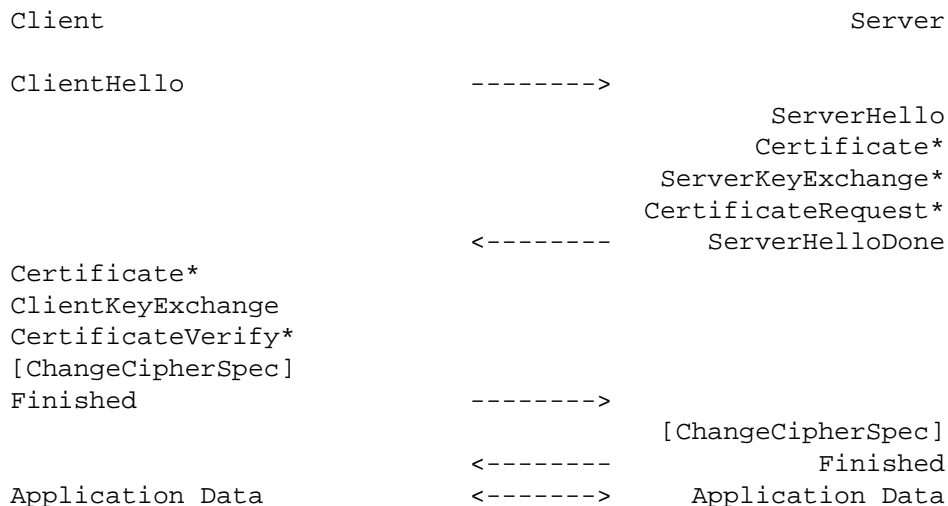 Client                                               Server

ClientHello                  -------->
                                                ServerHello
                                               Certificate*
                                         ServerKeyExchange*
                                        CertificateRequest*
                             <--------      ServerHelloDone
Certificate*
ClientKeyExchange
CertificateVerify*
[ChangeCipherSpec]
Finished                     -------->
                                         [ChangeCipherSpec]
                             <--------             Finished
Application Data             <------->     Application Data